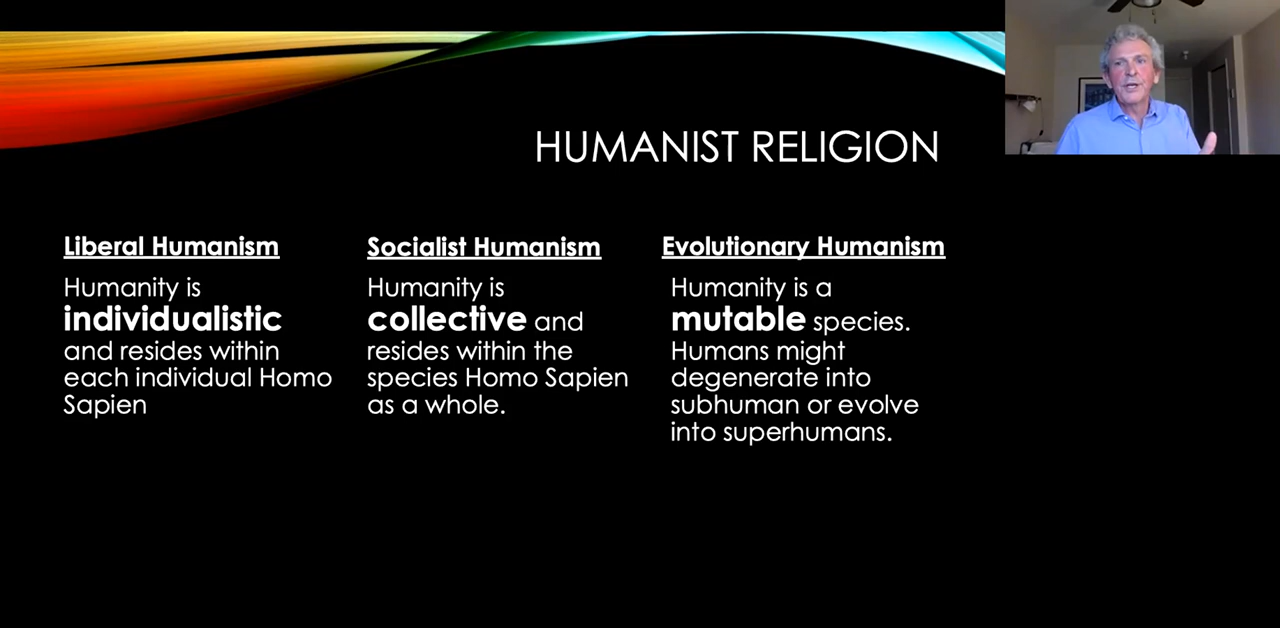 HUMANIST RELIGION
Liberal Humanism
Humanity is
individualistic
and resides within
each individual Homo
Sapien
Socialist Humanism
Humanity is
collective and
resides within the
species Homo Sapien
as a whole.
Evolutionary Humanism
Humanity is a
mutable species.
Humans might
degenerate into
subhuman or evolve
into superhumans.